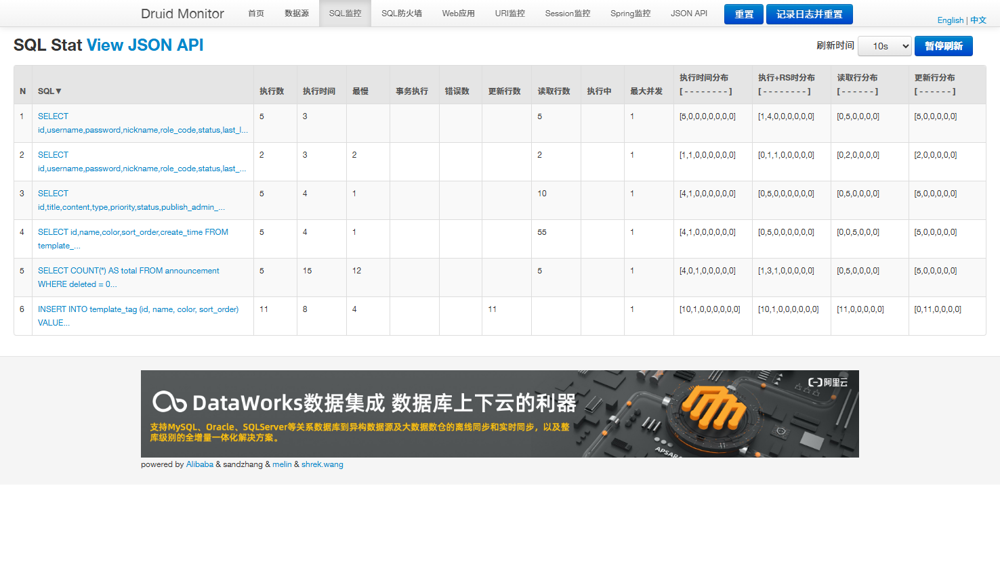 Druid Monitor 首页 数据源 SQL监控 SQL防火墙 Web应用 URI监控 Session监控 Spring监控 JSON API 重置 记录日志并重置
English | 中文
SQL Stat View JSON API 刷新时间 10s 暂停刷新
N SQL▼ 执行数 执行时间 最慢 事务执行 错误数 更新行数 读取行数 执行中 最大并发 执行时间分布 [ - - - - - - - - ] 执行+RS时分布 [ - - - - - - - - ] 读取行分布 [ - - - - - - ] 更新行分布 [ - - - - - - ]
1 SELECT 5 3 5 1 [5,0,0,0,0,0,0,0] [1,4,0,0,0,0,0,0] [0,5,0,0,0,0] [5,0,0,0,0,0]
id,username,password,nickname,role_code,status,last_l...
2 SELECT 2 3 2 2 1 [1,1,0,0,0,0,0,0] [0,1,1,0,0,0,0,0] [0,2,0,0,0,0] [2,0,0,0,0,0]
id,username,password,nickname,role_code,status,last_...
3 SELECT 5 4 1 10 1 [4,1,0,0,0,0,0,0] [0,5,0,0,0,0,0,0] [0,5,0,0,0,0] [5,0,0,0,0,0]
id,title,content,type,priority,status,publish_admin_...
4 SELECT id,name,color,sort_order,create_time FROM 5 4 1 55 1 [4,1,0,0,0,0,0,0] [0,5,0,0,0,0,0,0] [0,0,5,0,0,0] [5,0,0,0,0,0]
template_...
5 SELECT COUNT(*) AS total FROM announcement 5 15 12 5 1 [4,0,1,0,0,0,0,0] [1,3,1,0,0,0,0,0] [0,5,0,0,0,0] [5,0,0,0,0,0]
WHERE deleted = 0...
6 INSERT INTO template_tag (id, name, color, sort_order) 11 8 4 11 1 [10,1,0,0,0,0,0,0] [10,1,0,0,0,0,0,0] [11,0,0,0,0,0] [0,11,0,0,0,0]
VALUE...
阿里云
DataWorks数据集成 数据库上下云的利器
支持MySQL、Oracle、SQLServer等关系数据库到异构数据源及大数据数仓的离线同步和实时同步，以及整
库级别的全增量一体化解决方案。
APSARA
powered by Alibaba & sandzhang & melin & shrek.wang